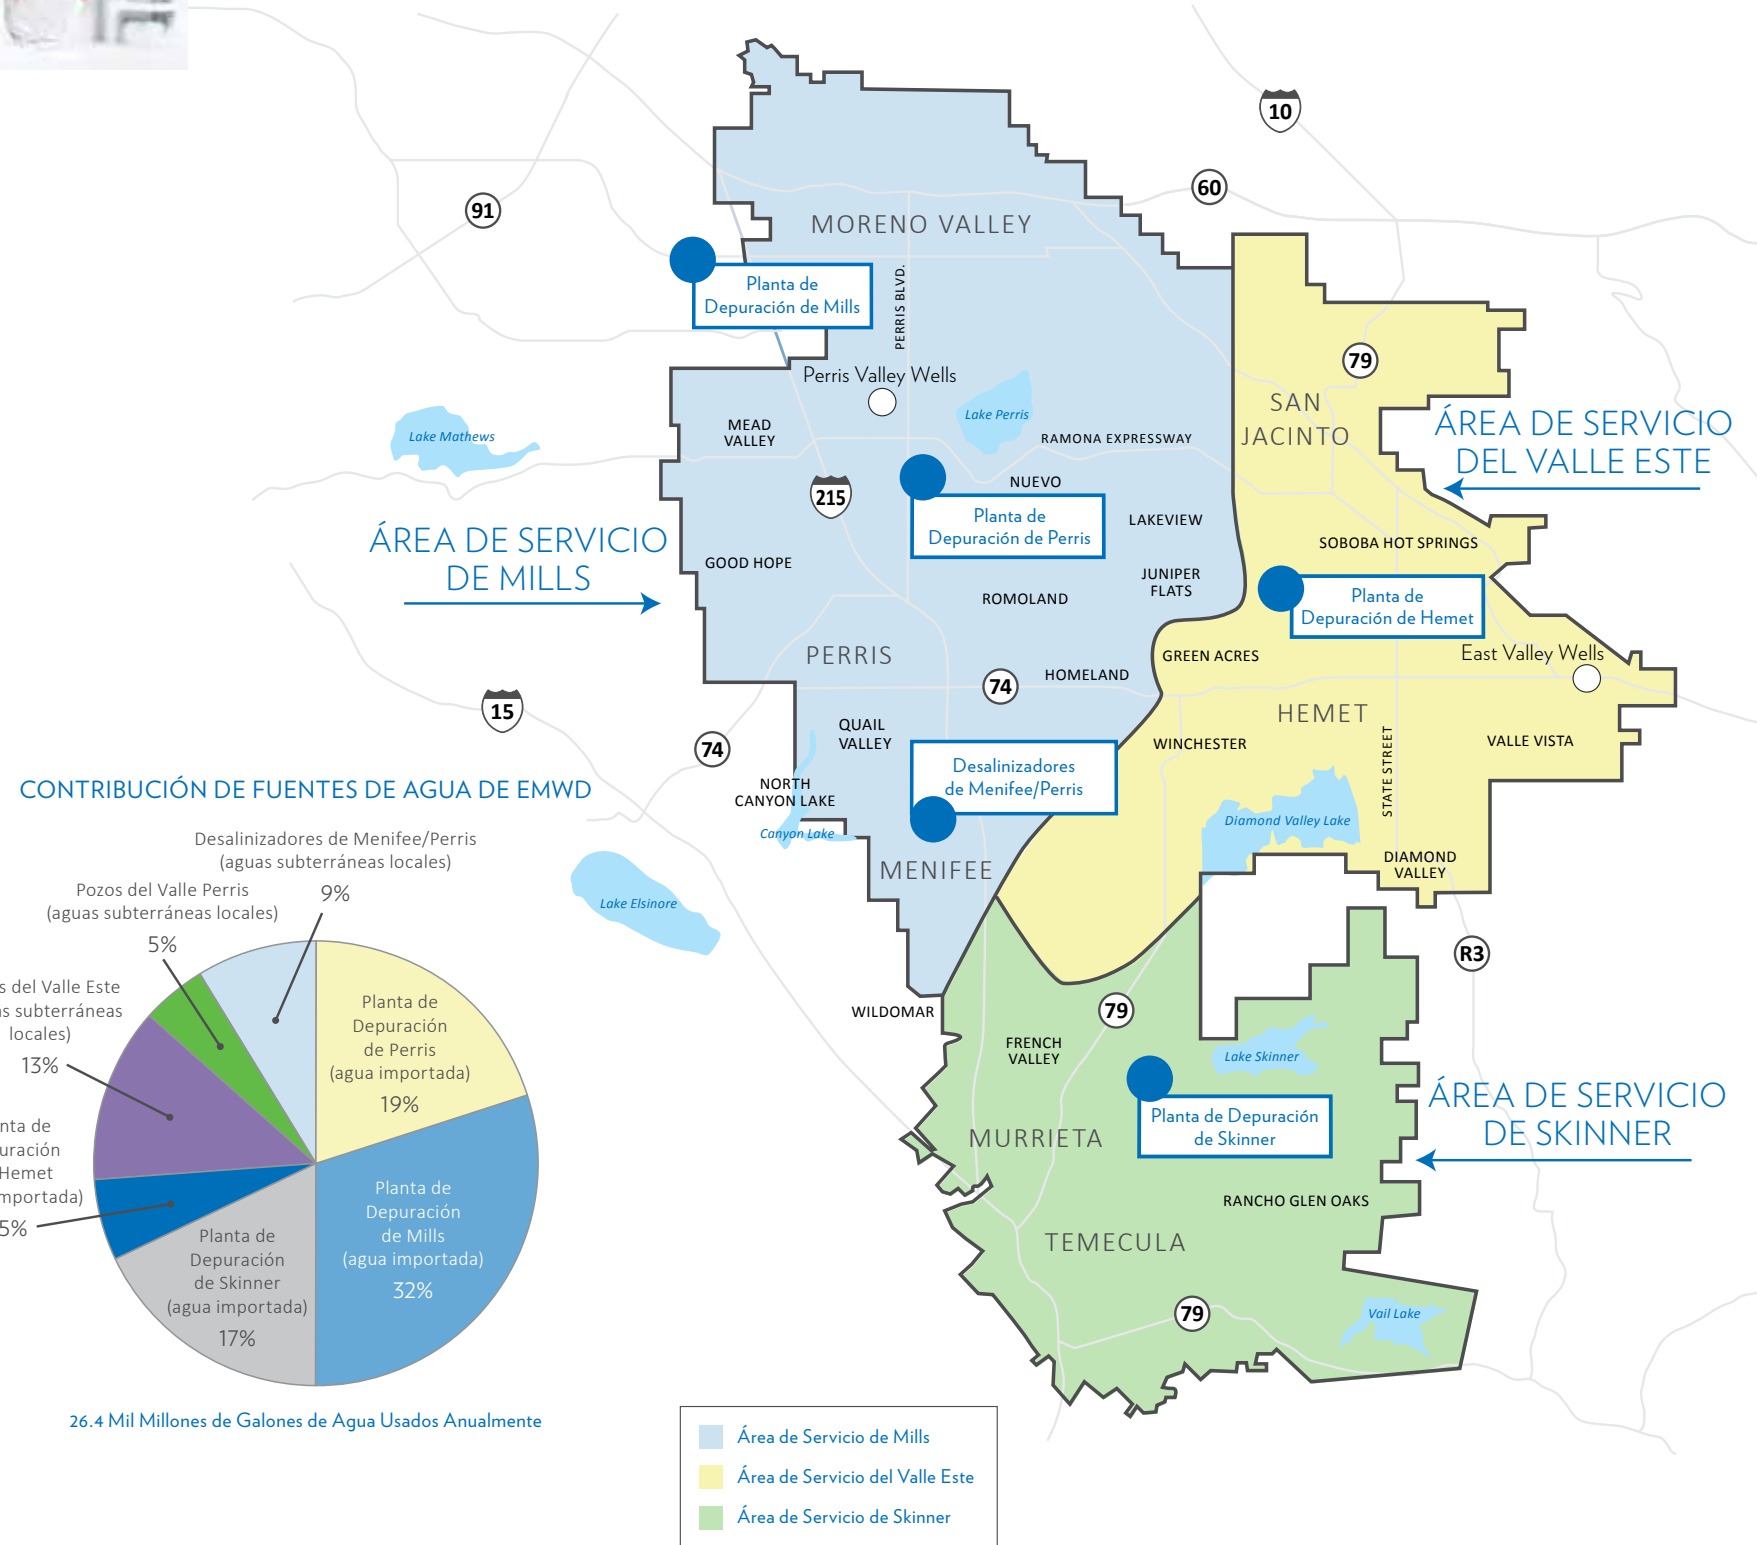 10
60
91
MORENO VALLEY
Planta de
Depuración de Mills
PERRIS BLVD.
79
Perris Valley Wells
SAN
JACINTO
Lake Perris
ÁREA DE SERVICIO
DEL VALLE ESTE
MEAD
VALLEY
Lake Mathews
RAMONA EXPRESSWAY
NUEVO
215
Planta de
Depuración de Perris
LAKEVIEW
ÁREA DE SERVICIO
DE MILLS
SOBOBA HOT SPRINGS
GOOD HOPE
JUNIPER
FLATS
Planta de
Depuración de Hemet
ROMOLAND
PERRIS
GREEN ACRES
East Valley Wells
HOMELAND
74
15
HEMET
QUAIL
VALLEY
74
WINCHESTER
STATE STREET
VALLE VISTA
Desalinizadores
de Menifee/Perris
NORTH
CANYON LAKE
Canyon Lake
Diamond Valley Lake
MENIFEE
DIAMOND
VALLEY
Lake Elsinore
R3
WILDOMAR
79
FRENCH
VALLEY
Lake Skinner
ÁREA DE SERVICIO
DE SKINNER
Planta de Depuración
de Skinner
MURRIETA
RANCHO GLEN OAKS
TEMECULA
79
Vail Lake
CONTRIBUCIÓN DE FUENTES DE AGUA DE EMWD
Desalinizadores de Menifee/Perris
(aguas subterráneas locales)
9%
Pozos del Valle Perris
(aguas subterráneas locales)
5%
s del Valle Este
s subterráneas
locales)
13%
nta de
uración
Hemet
mportada)
5%
Planta de
Depuración
de Perris
(agua importada)
19%
Planta de
Depuración
de Mills
(agua importada)
32%
Planta de
Depuración
de Skinner
(agua importada)
17%
26.4 Mil Millones de Galones de Agua Usados Anualmente
Área de Servicio de Mills
Área de Servicio del Valle Este
Área de Servicio de Skinner